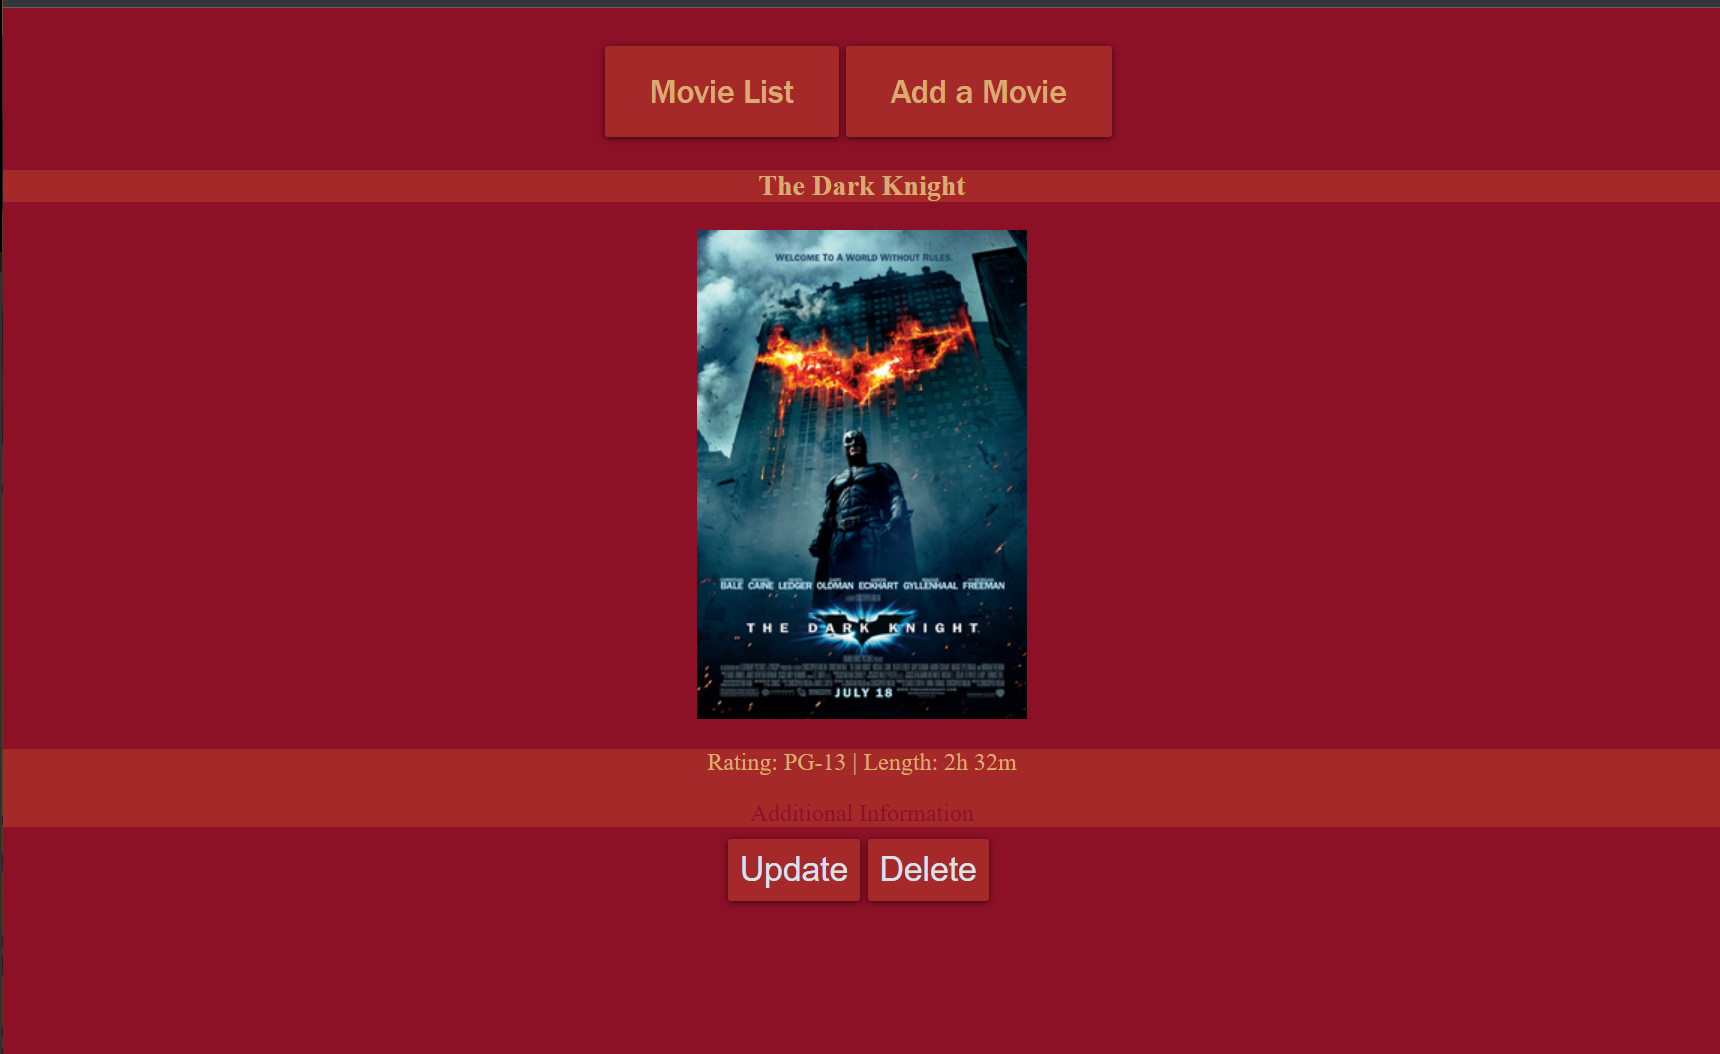 Movie List Add a Movie
The Dark Knight
WELCOME TO A WORLD WITHOUT RULES.
BALE CAINE LEDGER OLDMAN ECKHART GYLLENHAAL FREEMAN
THE DARK KNIGHT
JULY 18
Rating: PG-13 | Length: 2h 32m
Additional Information
Update Delete